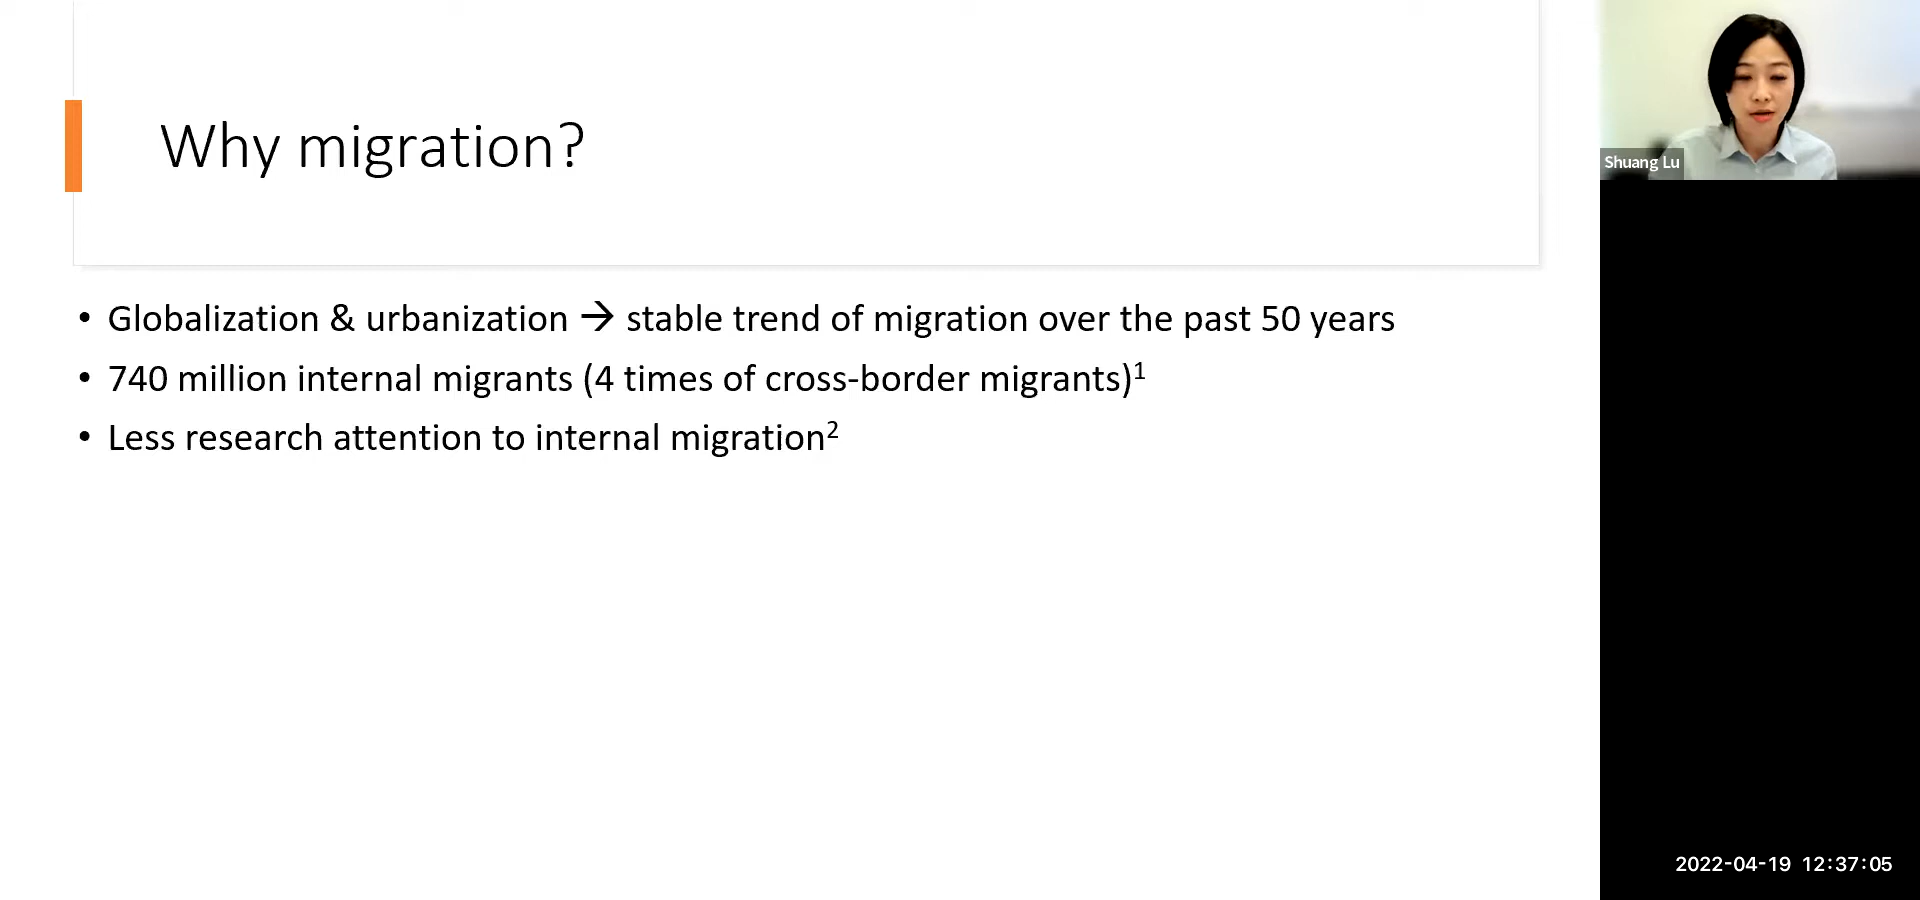 Why migration?
• Globalization & urbanization → stable trend of migration over the past 50 years
• 740 million internal migrants (4 times of cross-border migrants)¹
• Less research attention to internal migration²
Shuang Lu
2022-04-19 12:37:05